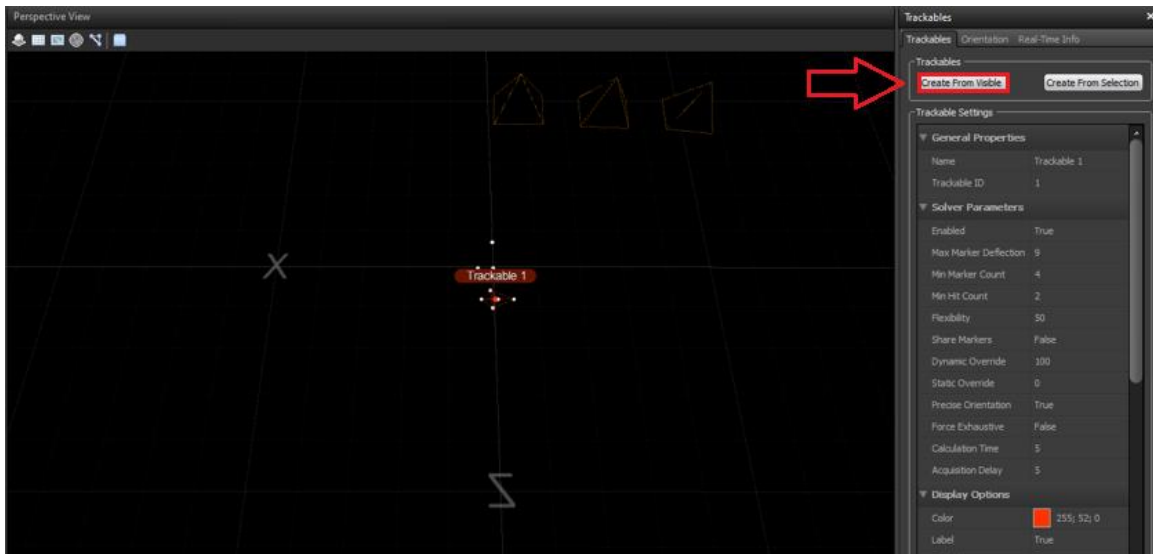 Perspective View
X
Trackable 1
Z
Trackables
Trackables Orientation Real-Time Info
Trackables
Create From Visible Create From Selection
Trackable Settings
General Properties
Name Trackable 1
Trackable ID 1
Solver Parameters
Enabled True
Max Marker Deflection 9
Min Marker Count 4
Min Hit Count 2
Flexibility 50
Share Markers False
Dynamic Override 100
Static Override 0
Precise Orientation True
Force Exhaustive False
Calculation Time 5
Acquisition Delay 5
Display Options
Color 255; 52; 0
Label True